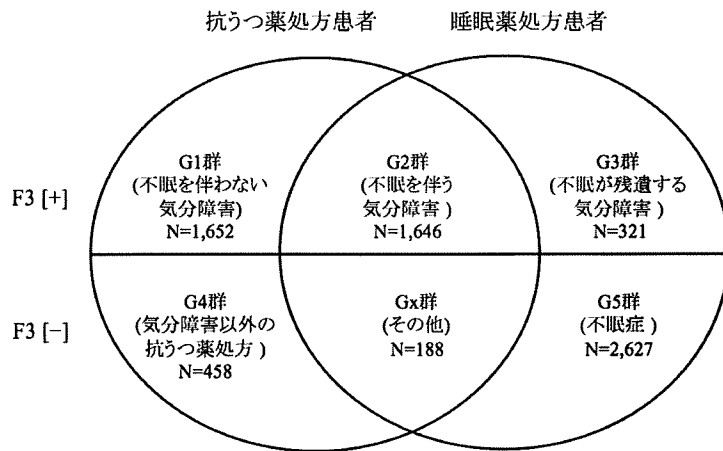 抗うつ薬処方患者 睡眠薬処方患者
F3 [+]
G1群
(不眠を伴わない
気分障害)
N=1,652
G2群
(不眠を伴う
気分障害 )
N=1,646
G3群
(不眠が残遺する
気分障害 )
N=321
F3 [−]
G4群
(気分障害以外の
抗うつ薬処方 )
N=458
Gx群
(その他)
N=188
G5群
(不眠症 )
N=2,627